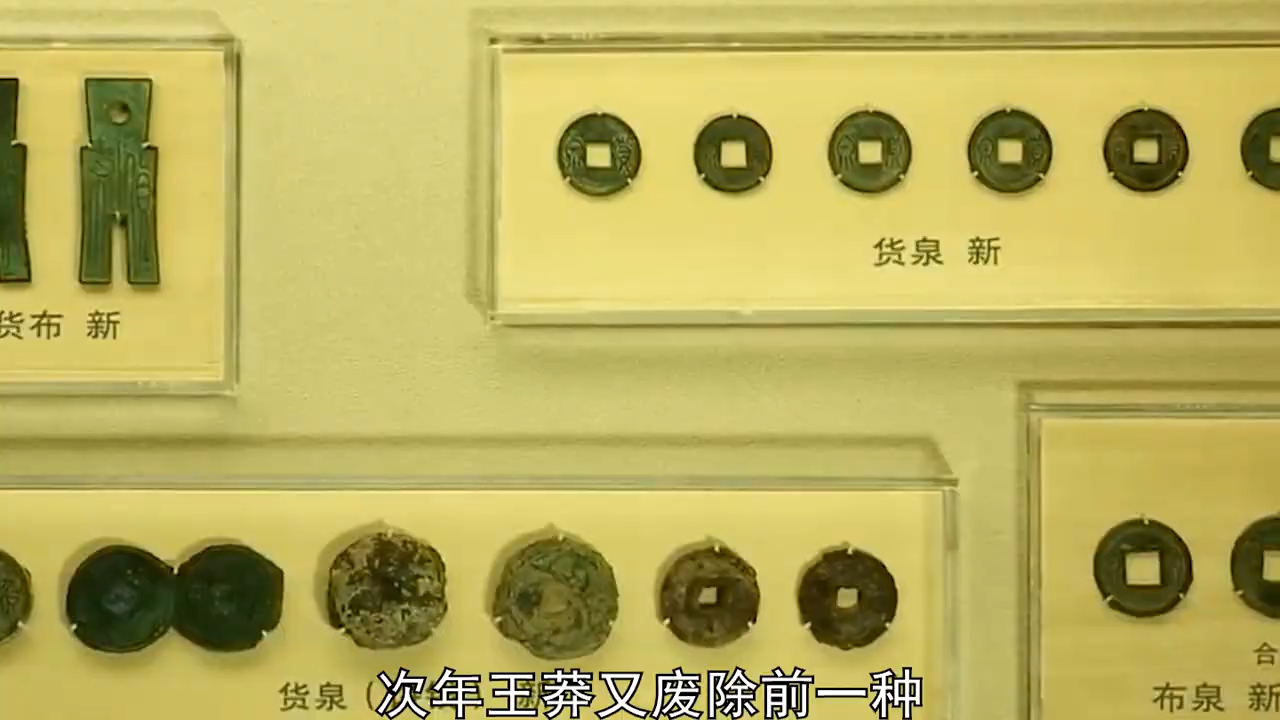 货泉 新
货布 新
合
货泉（
布泉 新
次年王莽又废除前一种